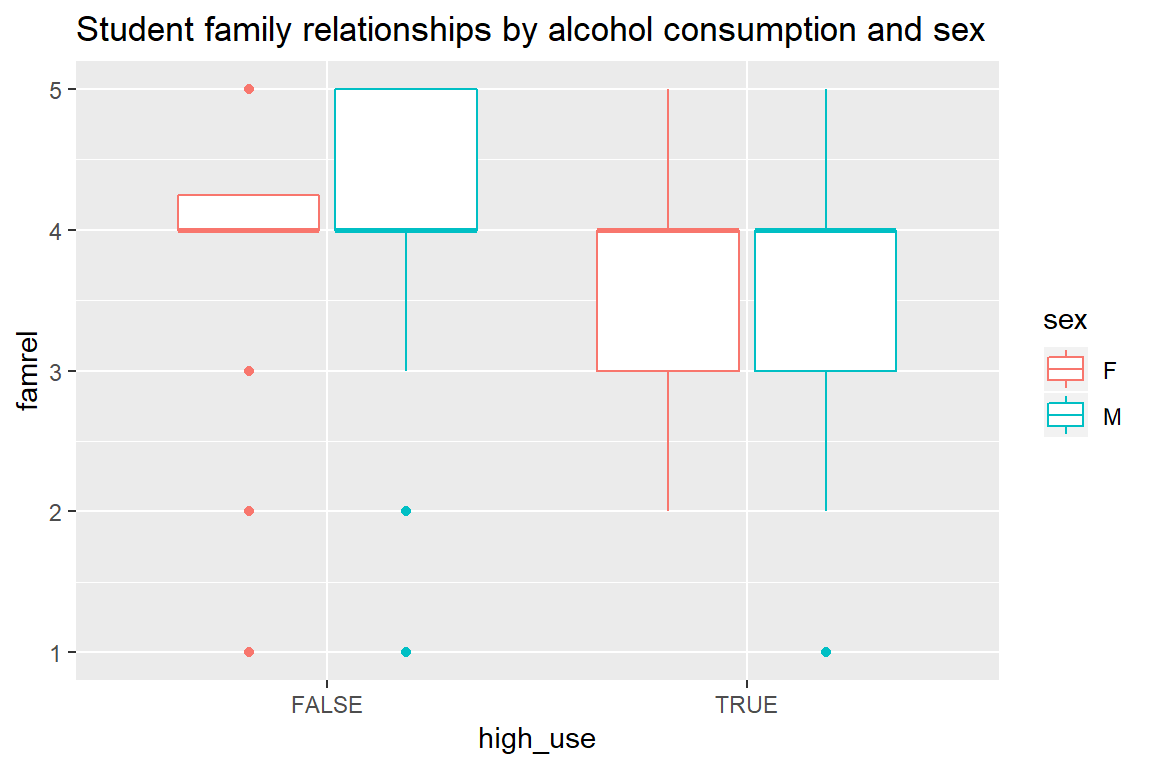 Student family relationships by alcohol consumption and sex
5
4
3
2
1
famrel
FALSE
TRUE
high_use
sex
F
M